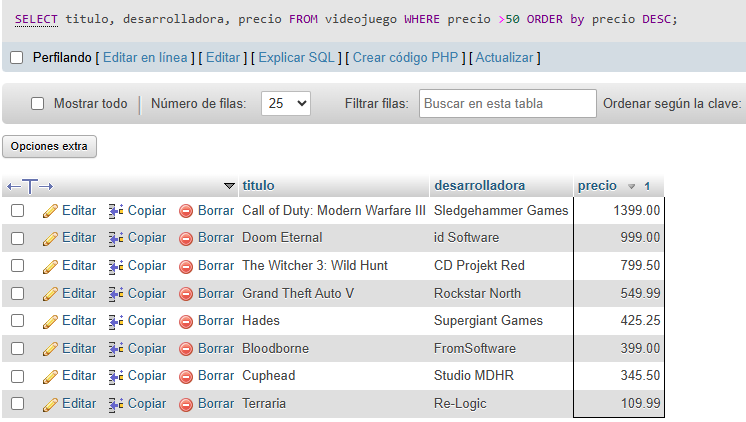 SELECT titulo, desarrolladora, precio FROM videojuego WHERE precio >50 ORDER by precio DESC;
Perfilando [ Editar en línea ] [ Editar ] [ Explicar SQL ] [ Crear código PHP ] [ Actualizar ]
Mostrar todo Número de filas: 25 Filtrar filas: Buscar en esta tabla Ordenar según la clave:
Opciones extra
←T→ titulo desarrolladora precio 1
Editar Copiar Borrar Call of Duty: Modern Warfare III Sledgehammer Games 1399.00
Editar Copiar Borrar Doom Eternal id Software 999.00
Editar Copiar Borrar The Witcher 3: Wild Hunt CD Projekt Red 799.50
Editar Copiar Borrar Grand Theft Auto V Rockstar North 549.99
Editar Copiar Borrar Hades Supergiant Games 425.25
Editar Copiar Borrar Bloodborne FromSoftware 399.00
Editar Copiar Borrar Cuphead Studio MDHR 345.50
Editar Copiar Borrar Terraria Re-Logic 109.99